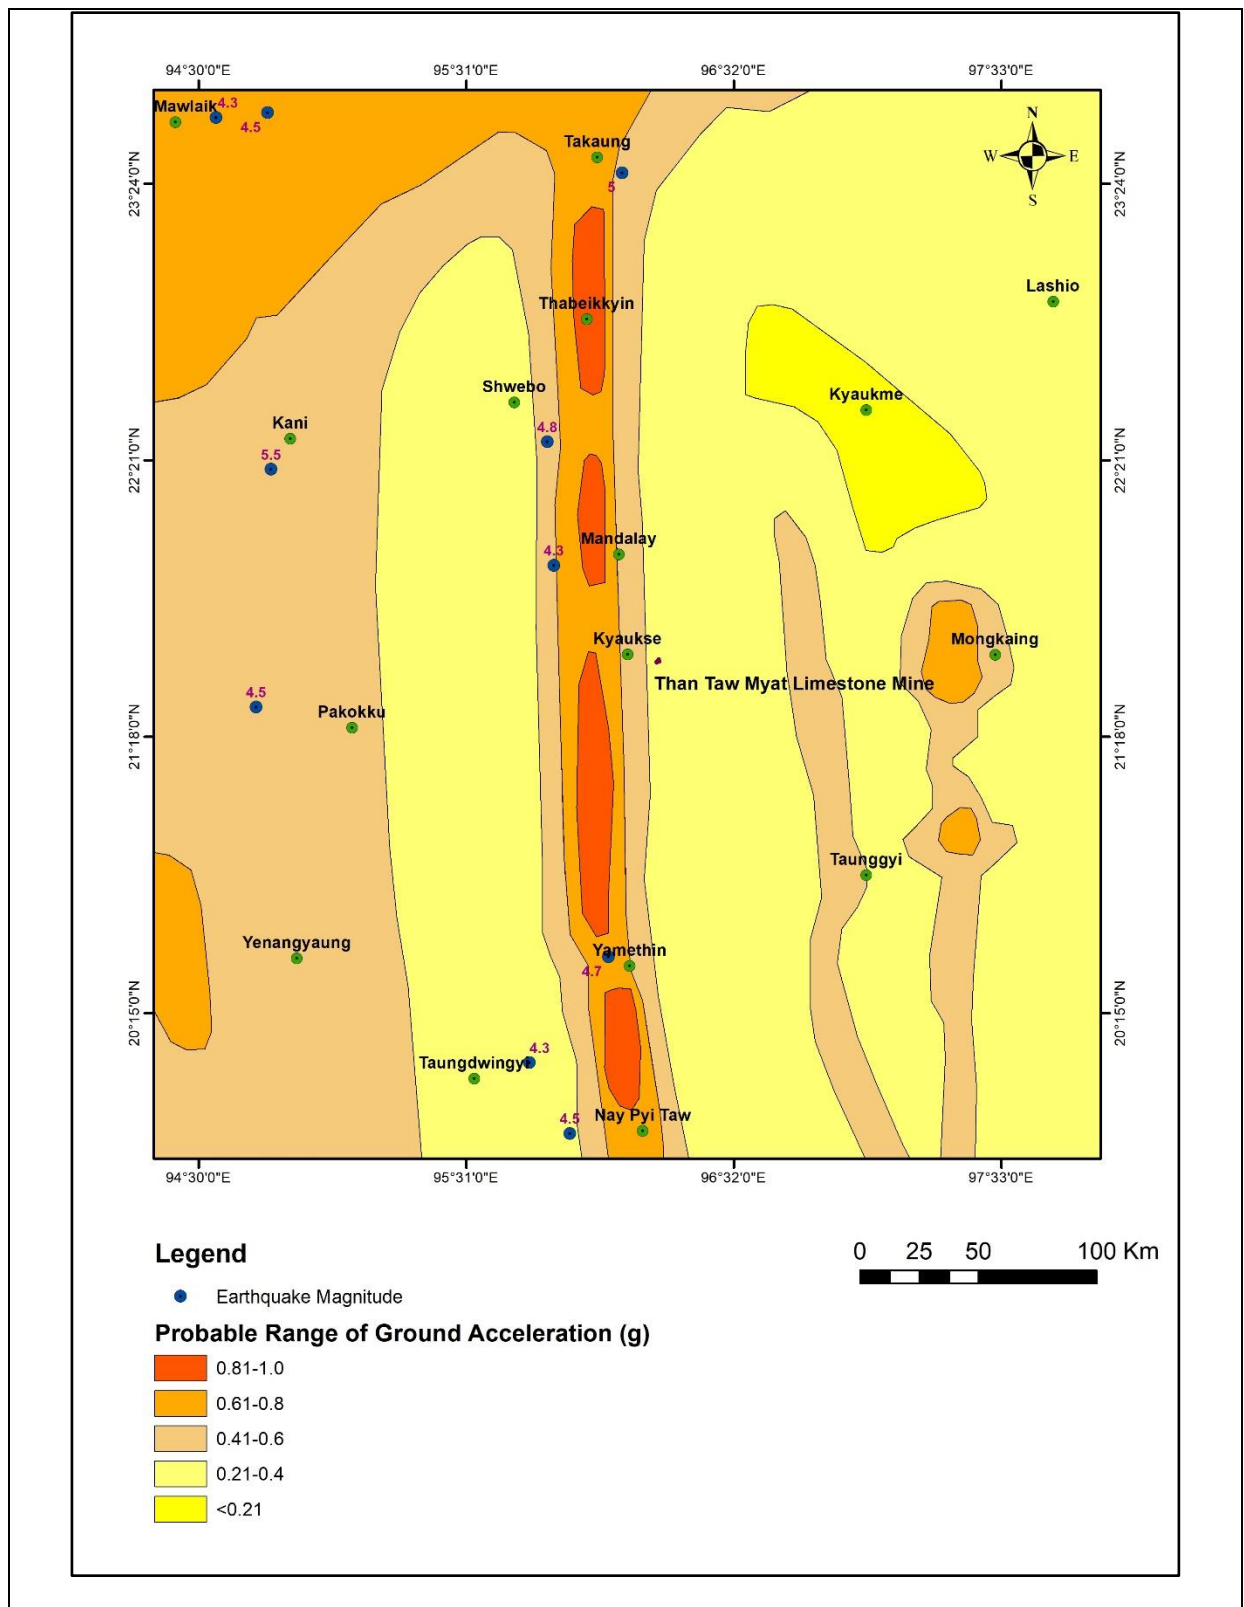 94°30'0"E 95°31'0"E 96°32'0"E 97°33'0"E
Mawlaik
4.3
4.5
N
W E
S
Takaung
5
23°24'0"N 23°24'0"N
Lashio
Thabeikkyin
Shwebo
Kyaukme
Kani
4.8
5.5
22°21'0"N 22°21'0"N
Mandalay
4.3
Kyaukse
Mongkaing
Than Taw Myat Limestone Mine
4.5
Pakokku
21°18'0"N 21°18'0"N
Taunggyi
Yenangyaung
Yamethin
4.7
20°15'0"N 20°15'0"N
4.3
Taungdwingyi
4.5
Nay Pyi Taw
94°30'0"E 95°31'0"E 96°32'0"E 97°33'0"E
Legend
0 25 50 100 Km
Earthquake Magnitude
Probable Range of Ground Acceleration (g)
0.81-1.0
0.61-0.8
0.41-0.6
0.21-0.4
<0.21